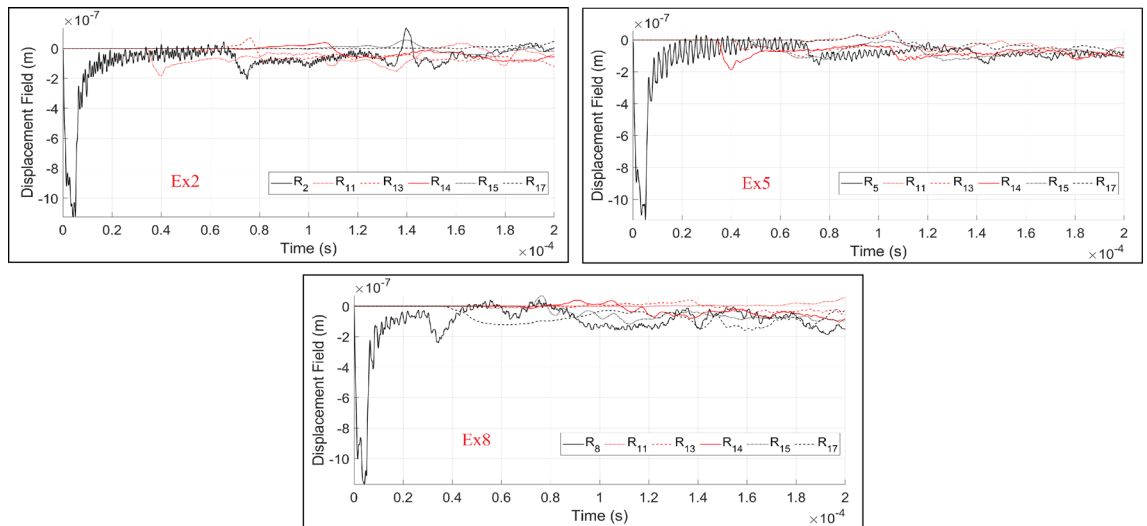 ×10⁻⁷
Displacement Field (m)
0
-2
-4
-6
-8
-10
Ex2
R₂ R₁₁ R₁₃ R₁₄ R₁₅ R₁₇
0 0.2 0.4 0.6 0.8 1 1.2 1.4 1.6 1.8 2
Time (s)
×10⁻⁴
×10⁻⁷
Displacement Field (m)
0
-2
-4
-6
-8
-10
Ex5
R₅ R₁₁ R₁₃ R₁₄ R₁₅ R₁₇
0 0.2 0.4 0.6 0.8 1 1.2 1.4 1.6 1.8 2
Time (s)
×10⁻⁴
×10⁻⁷
Displacement Field (m)
0
-2
-4
-6
-8
-10
Ex8
R₈ R₁₁ R₁₃ R₁₄ R₁₅ R₁₇
0 0.2 0.4 0.6 0.8 1 1.2 1.4 1.6 1.8 2
Time (s)
×10⁻⁴